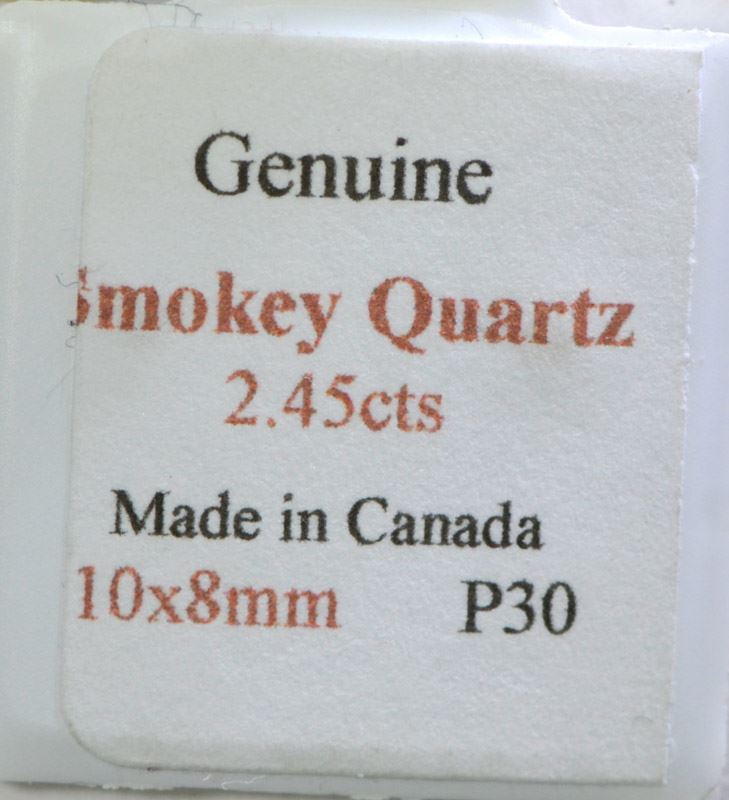 Genuine
Smokey Quartz
2.45cts
Made in Canada
10x8mm P30